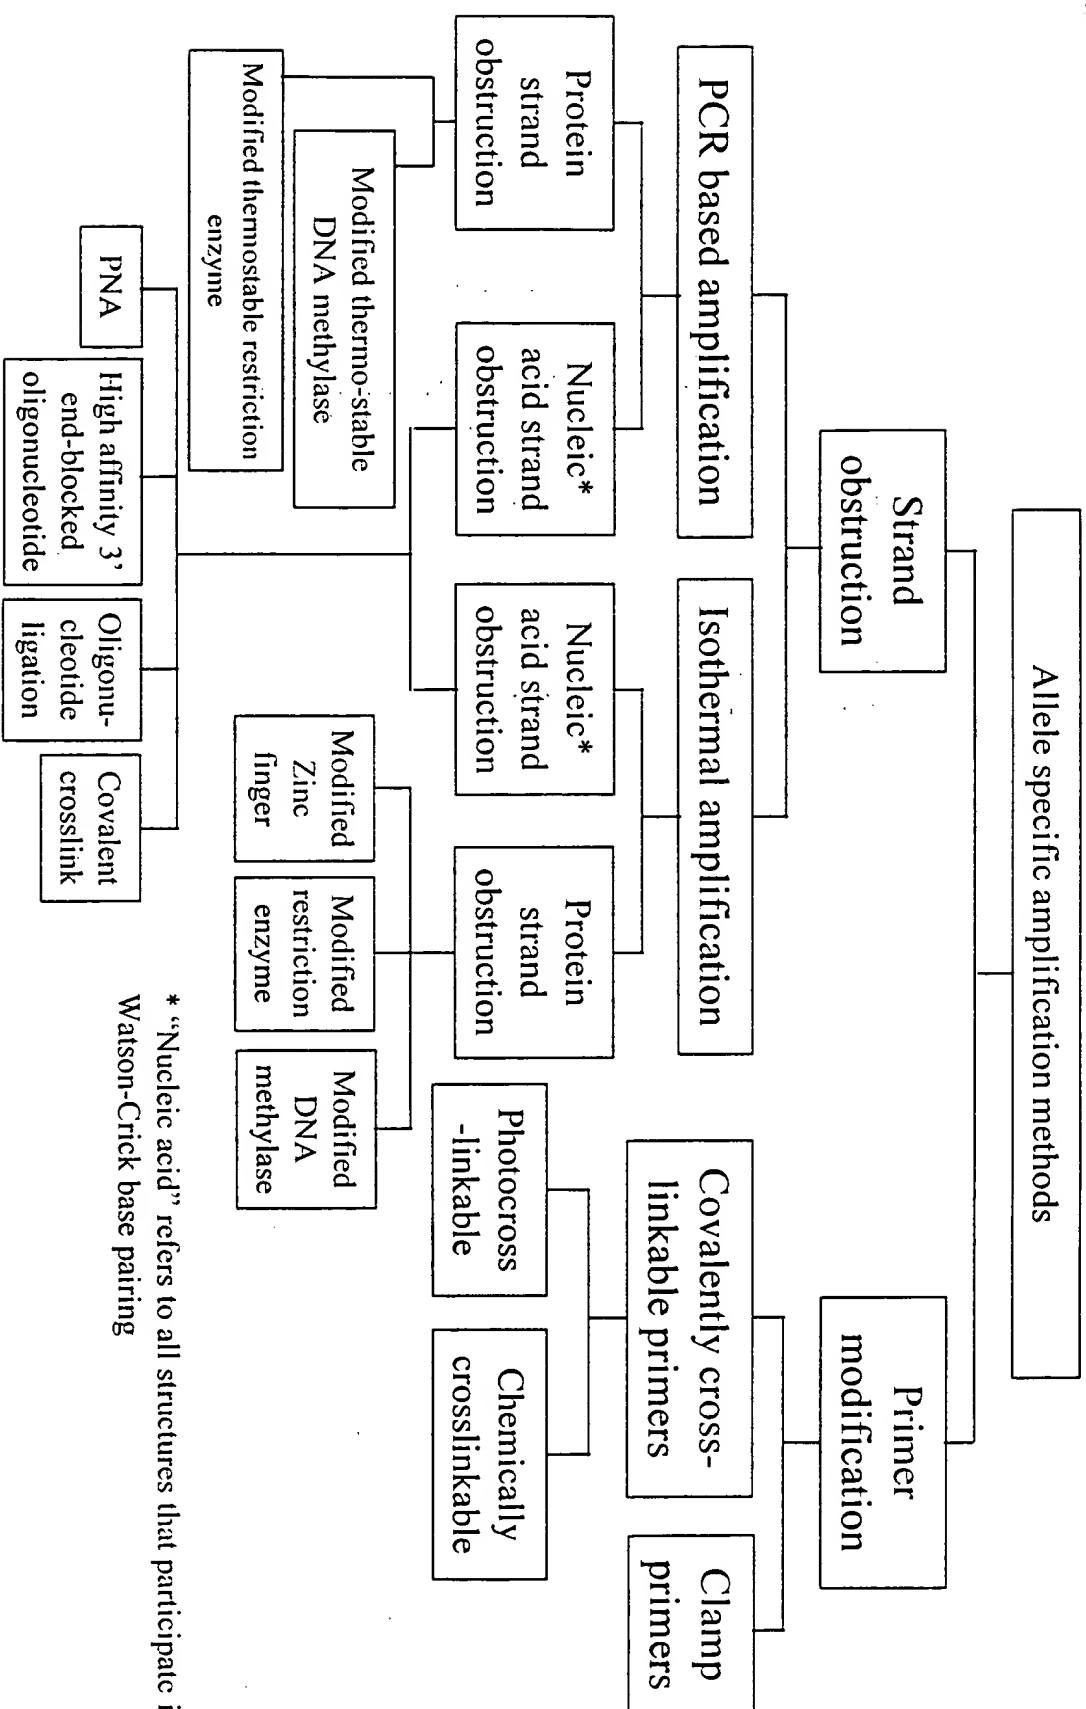 Allele specific amplification methods
Strand
obstruction
Primer
modification
PCR based amplification
Isothermal amplification
Covalently cross-
linkable primers
Clamp
primers
Protein
strand
obstruction
Nucleic*
acid strand
obstruction
Nucleic*
acid strand
obstruction
Protein
strand
obstruction
Photocross
-linkable
Chemically
crosslinkable
Modified thermo-stable
DNA methylase
Modified thermostable restriction
enzyme
Modified
Zinc
finger
Modified
restriction
enzyme
Modified
DNA
methylase
PNA
High affinity 3’
end-blocked
oligonucleotide
Oligonu-
cleotide
ligation
Covalent
crosslink
* “Nucleic acid” refers to all structures that participate
Watson-Crick base pairing